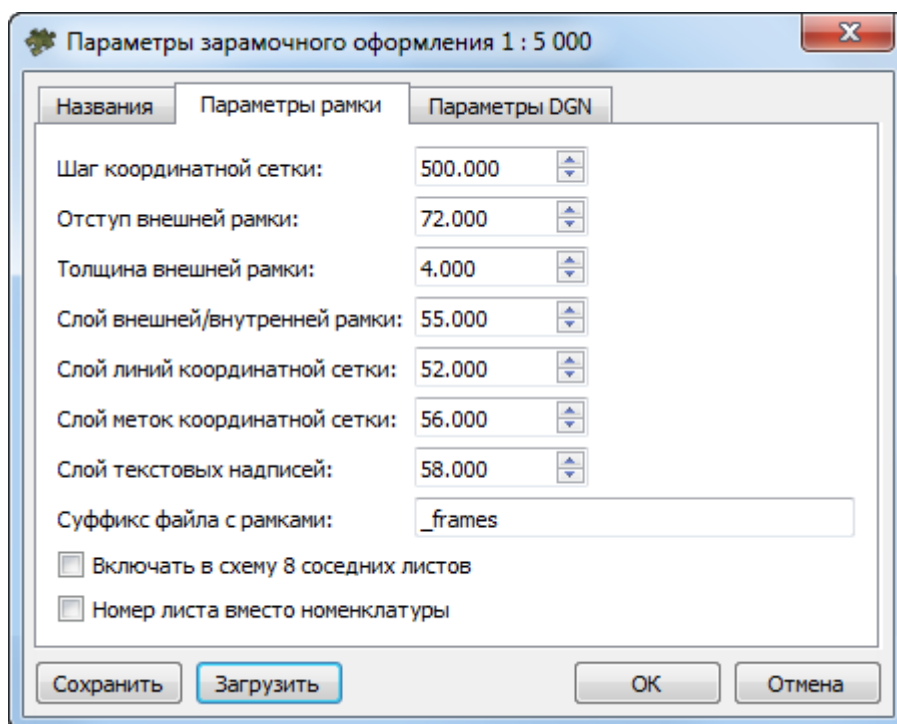 Параметры зарамочного оформления 1 : 5 000
Названия Параметры рамки Параметры DGN
Шаг координатной сетки: 500.000
Отступ внешней рамки: 72.000
Толщина внешней рамки: 4.000
Слой внешней/внутренней рамки: 55.000
Слой линий координатной сетки: 52.000
Слой меток координатной сетки: 56.000
Слой текстовых надписей: 58.000
Суффикс файла с рамками: _frames
Включать в схему 8 соседних листов
Номер листа вместо номенклатуры
Сохранить Загрузить OK Отмена